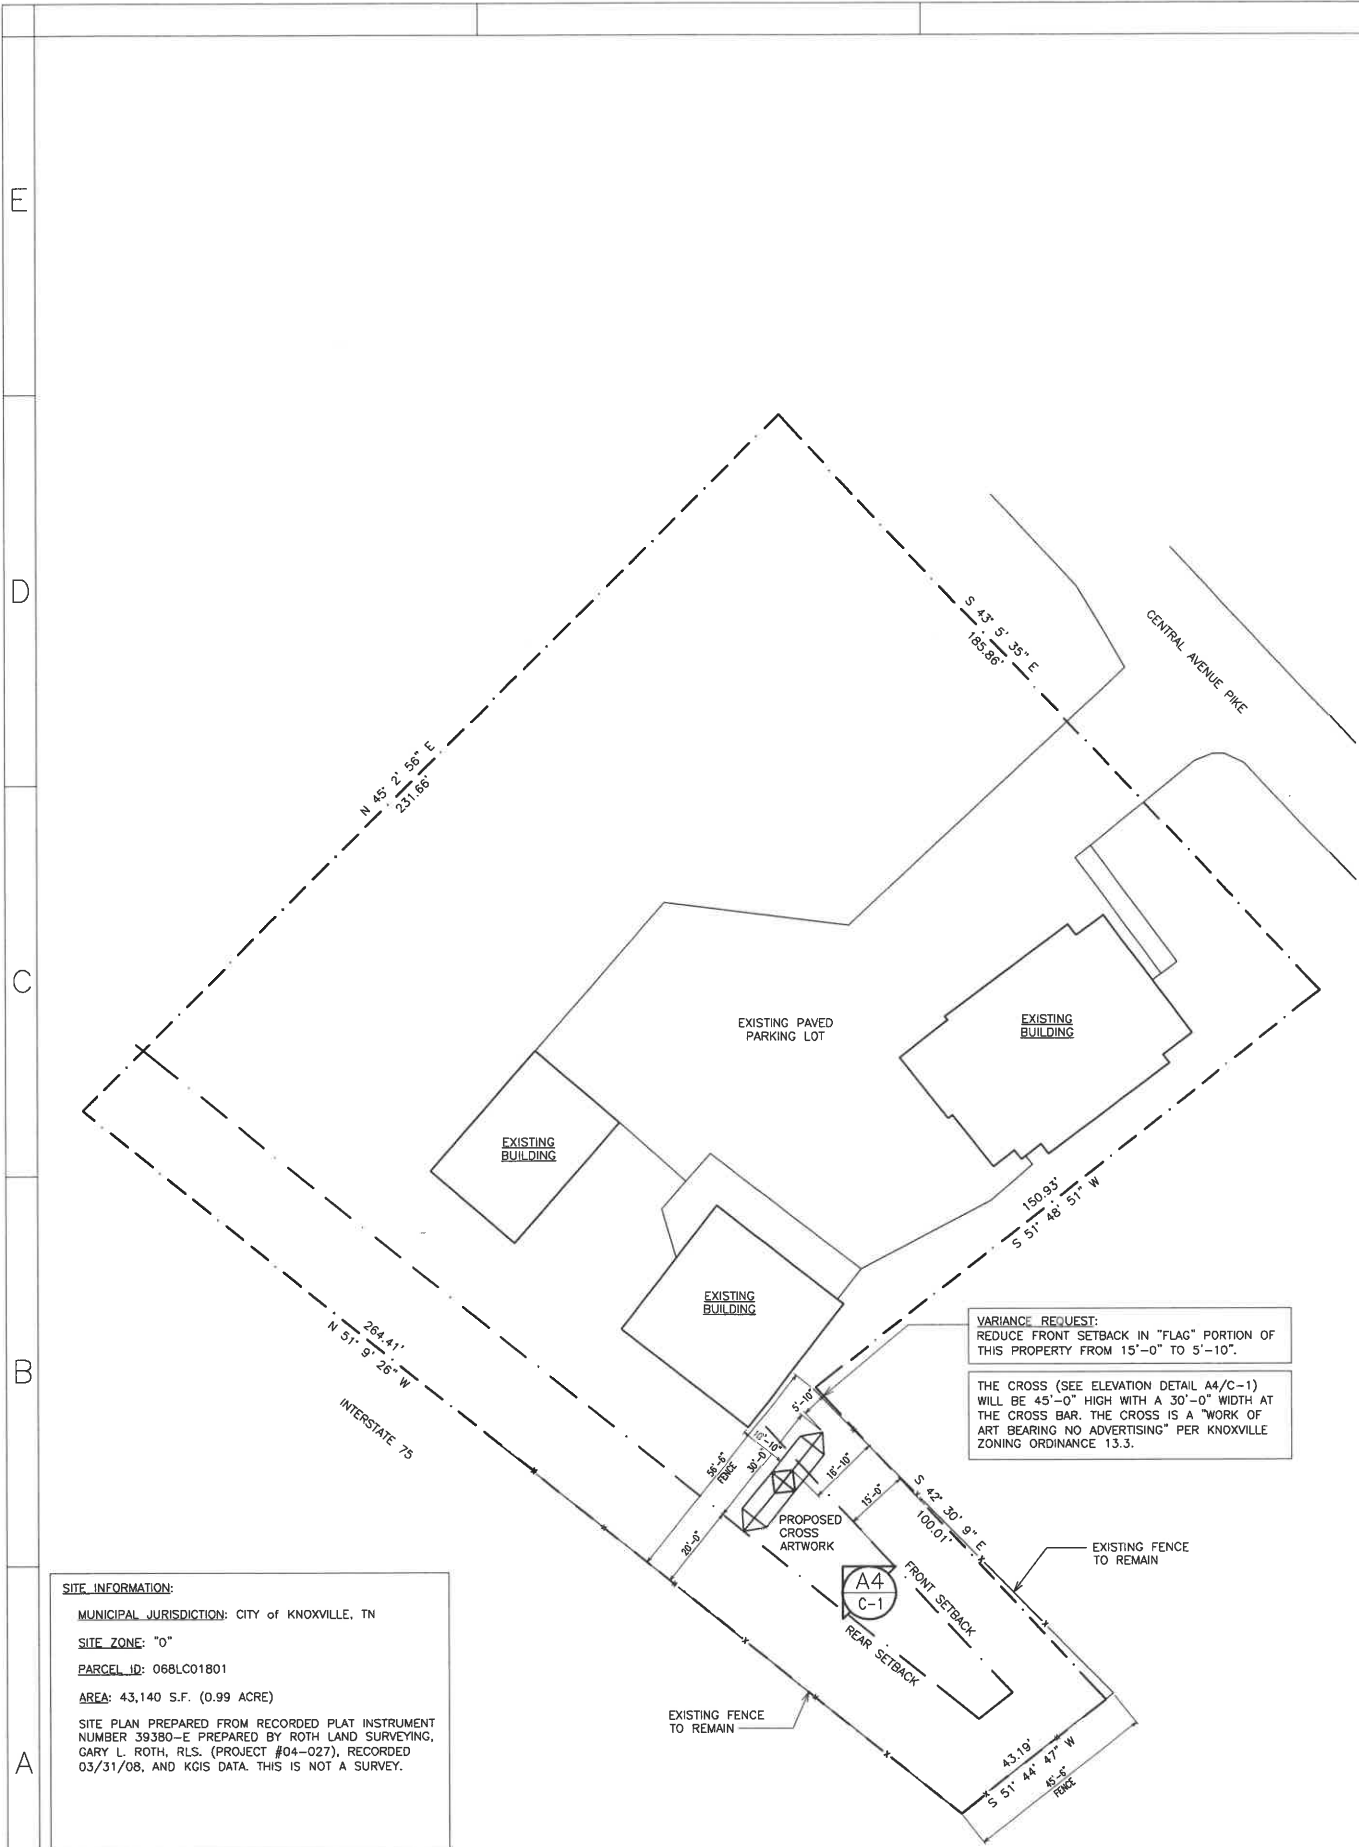 E
D
C
B
A
S 43° 5' 35" E
185.86'
CENTRAL AVENUE PIKE
N 45° 2' 56" E
231.66'
EXISTING PAVED
PARKING LOT
EXISTING
BUILDING
EXISTING
BUILDING
150.93'
S 51° 48' 51" W
EXISTING
BUILDING
264.41'
N 51° 9' 26" W
INTERSTATE 75
VARIANCE REQUEST:
REDUCE FRONT SETBACK IN "FLAG" PORTION OF
THIS PROPERTY FROM 15'-0" TO 5'-10".
THE CROSS (SEE ELEVATION DETAIL A4/C-1)
WILL BE 45'-0" HIGH WITH A 30'-0" WIDTH AT
THE CROSS BAR. THE CROSS IS A "WORK OF
ART BEARING NO ADVERTISING" PER KNOXVILLE
ZONING ORDINANCE 13.3.
5'-10"
10'-10"
30'-0"
56'-6"
FENCE
16'-10"
15'-0"
20'-0"
S 42° 30' 9" E
100.01'
PROPOSED
CROSS
ARTWORK
EXISTING FENCE
TO REMAIN
A4
C-1
FRONT SETBACK
REAR SETBACK
EXISTING FENCE
TO REMAIN
43.19'
S 51° 44' 47" W
45'-6"
FENCE
SITE INFORMATION:
MUNICIPAL JURISDICTION: CITY of KNOXVILLE, TN
SITE ZONE: "O"
PARCEL ID: 068LC01801
AREA: 43,140 S.F. (0.99 ACRE)
SITE PLAN PREPARED FROM RECORDED PLAT INSTRUMENT
NUMBER 39380-E PREPARED BY ROTH LAND SURVEYING,
GARY L. ROTH, RLS. (PROJECT #04-027), RECORDED
03/31/08, AND KGIS DATA. THIS IS NOT A SURVEY.